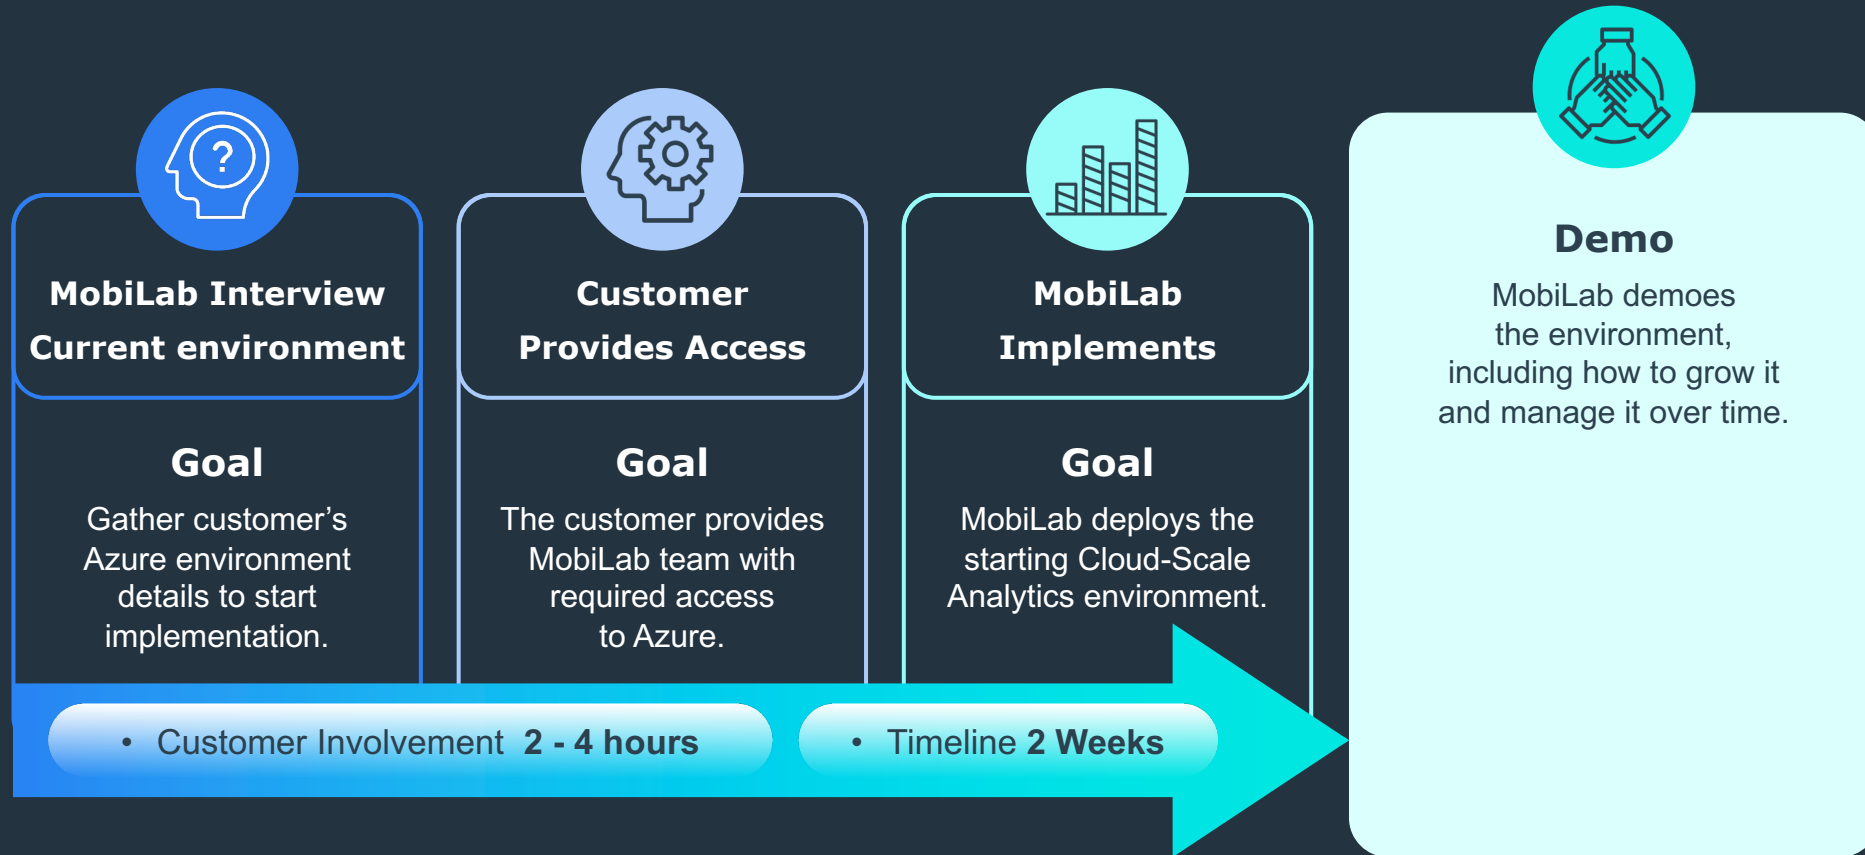 ?
MobiLab Interview
Current environment
Goal
Gather customer’s
Azure environment
details to start
implementation.
Customer
Provides Access
Goal
The customer provides
MobiLab team with
required access
to Azure.
MobiLab
Implements
Goal
MobiLab deploys the
starting Cloud-Scale
Analytics environment.
Demo
MobiLab demoes
the environment,
including how to grow it
and manage it over time.
• Customer Involvement 2 - 4 hours
• Timeline 2 Weeks